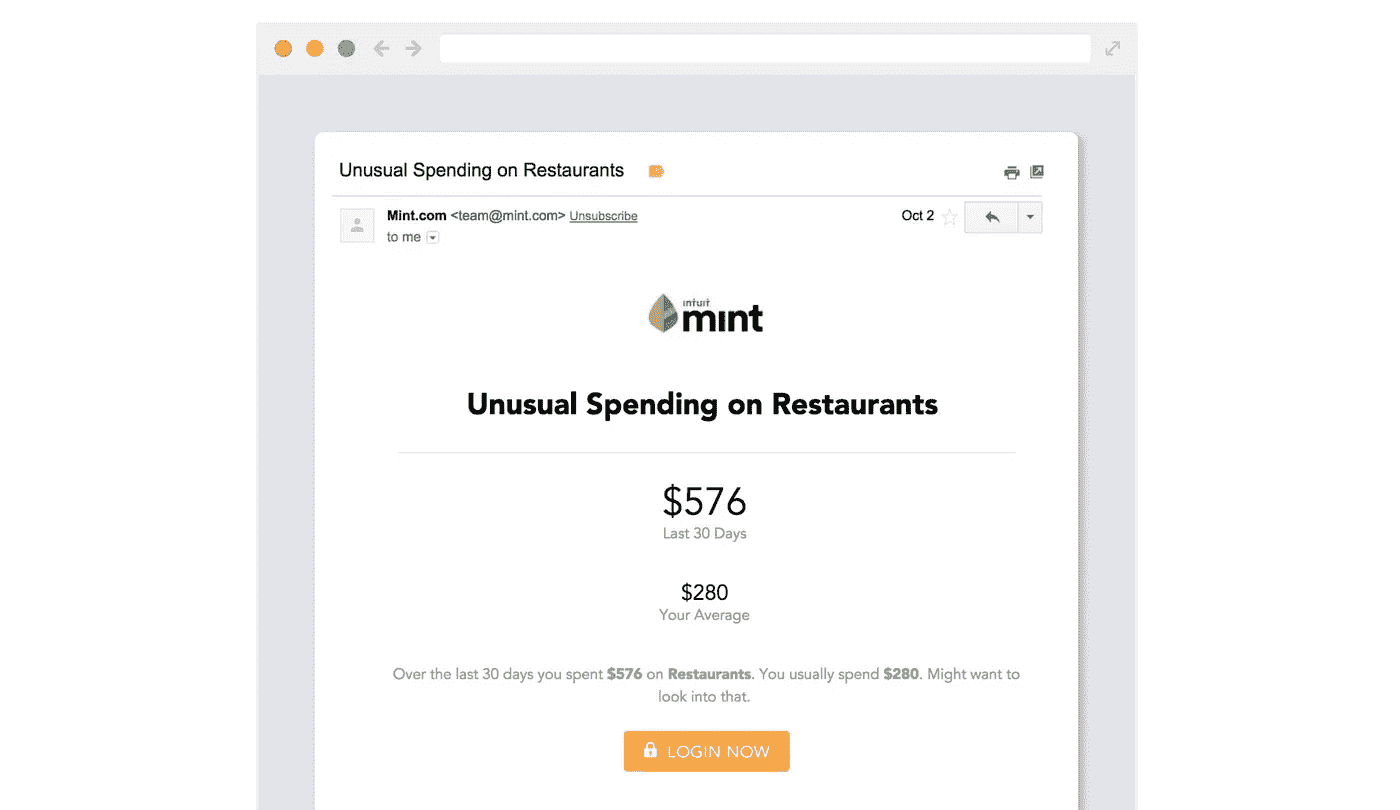 Unusual Spending on Restaurants
Mint.com <team@mint.com> Unsubscribe
Oct 2
to me
intuit
mint
Unusual Spending on Restaurants
$576
Last 30 Days
$280
Your Average
Over the last 30 days you spent $576 on Restaurants. You usually spend $280. Might want to
look into that.
LOGIN NOW